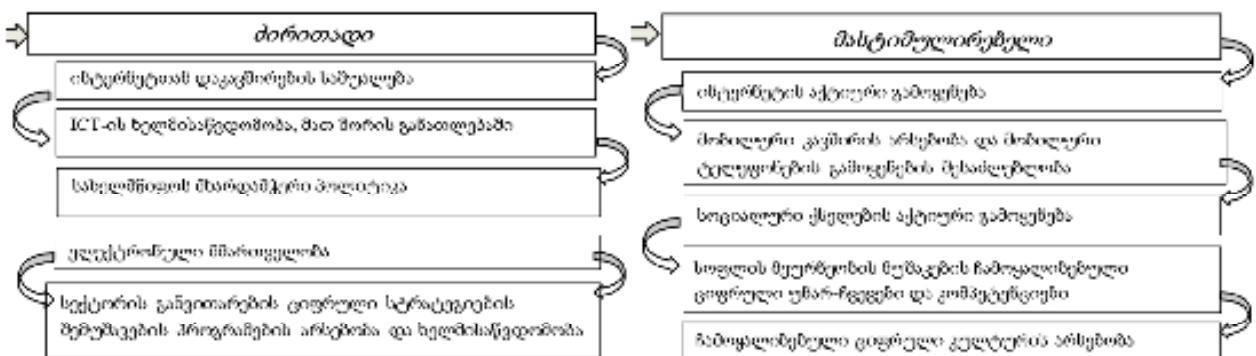 ძირითადი
ინტერნეტთან დაკავშირების საშუალება
ICT-ის ხელმისაწვდომობა, მათ შორის განათლებაში
სახელმწიფოს მხარდამჭერი პოლიტიკა
ელექტრონული მმართველობა
სექტორის განვითარების ციფრული სტრატეგიების
შემუშავების პროგრამების არსებობა და ხელმისაწვდომობა
მასტიმულირებელი
ინტერნეტის აქტიური გამოყენება
მობილური კავშირის არსებობა და მობილური
ტელეფონების გამოყენების შესაძლებლობა
სოციალური ქსელების აქტიური გამოყენება
სოფლის მეურნეობის მუშაკების ჩამოყალიბებული
ციფრული უნარ-ჩვევები და კომპეტენციები
ჩამოყალიბებული ციფრული კულტურის არსებობა